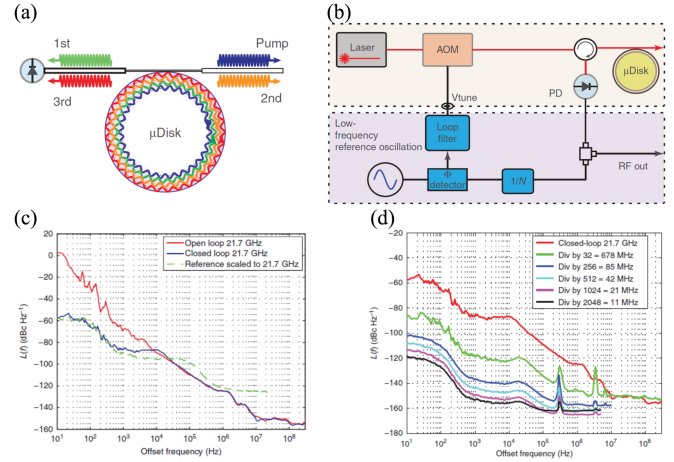 (a)
1st
Pump
3rd
2nd
μDisk
(b)
Laser
AOM
μDisk
Vtune
PD
Low-
frequency
reference oscillation
Loop
filter
Φ
detector
1/N
RF out
(c)
20
0
−20
−40
−60
−80
−100
−120
−140
−160
L(f) (dBc Hz⁻¹)
Open loop 21.7 GHz
Closed loop 21.7 GHz
Reference scaled to 21.7 GHz
10¹ 10² 10³ 10⁴ 10⁵ 10⁶ 10⁷ 10⁸
Offset frequency (Hz)
(d)
−20
−40
−60
−80
−100
−120
−140
−160
−180
L(f) (dBc Hz⁻¹)
Closed-loop 21.7 GHz
Div by 32 = 678 MHz
Div by 256 = 85 MHz
Div by 512 = 42 MHz
Div by 1024 = 21 MHz
Div by 2048 = 11 MHz
10¹ 10² 10³ 10⁴ 10⁵ 10⁶ 10⁷ 10⁸
Offset frequency (Hz)